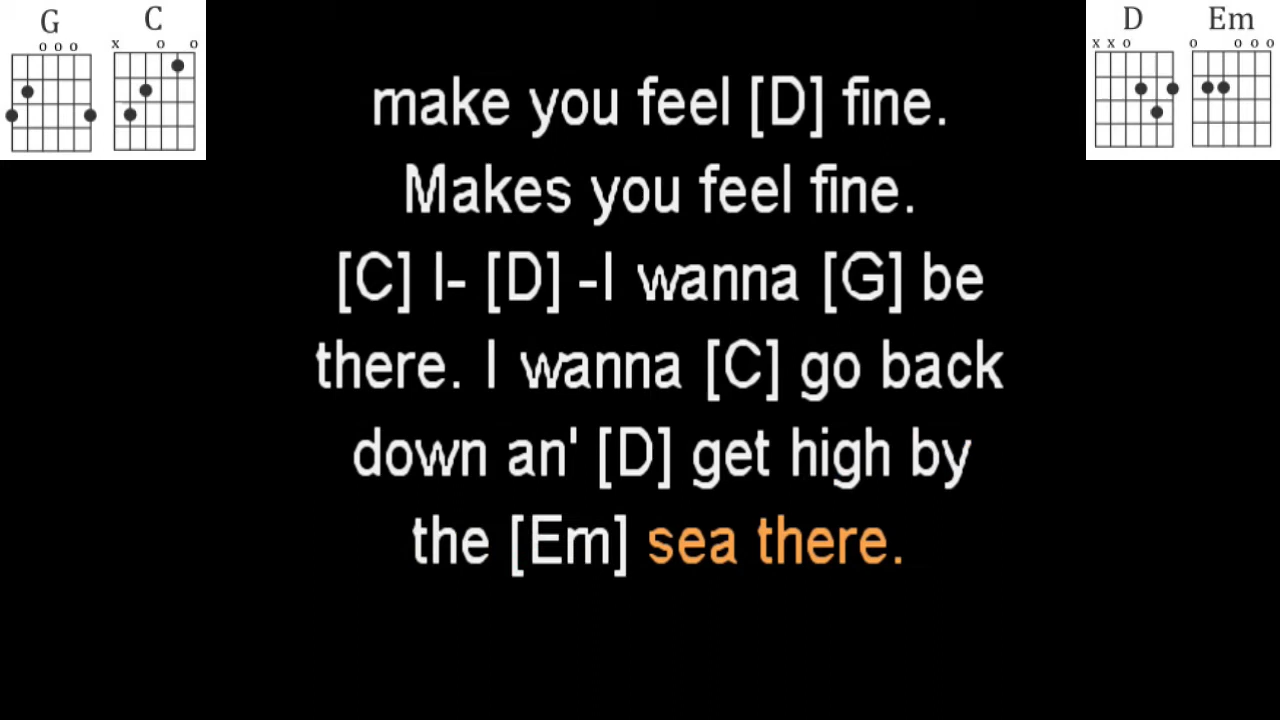 G C D Em
x o o o o o x x o o o o o
make you feel [D] fine.
Makes you feel fine.
[C] I- [D] -I wanna [G] be
there. I wanna [C] go back
down an' [D] get high by
the [Em] sea there.